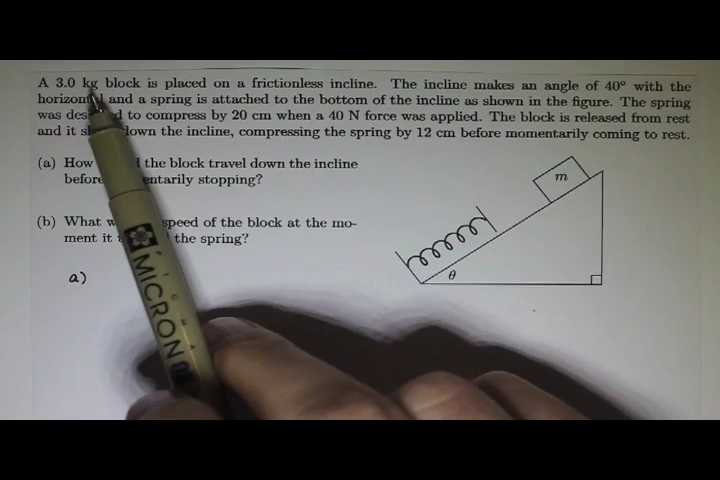 A 3.0 kg block is placed on a frictionless incline. The incline makes an angle of 40° with the
and a spring is attached to the bottom of the incline as shown in the figure. The spring
was to compress by 20 cm when a 40 N force was applied. The block is released from rest
and it down the incline, compressing the spring by 12 cm before momentarily coming to rest.
(a) How the block travel down the incline
before stopping?
(b) What speed of the block at the mo-
ment it the spring?
a)
m
θ
MICRON